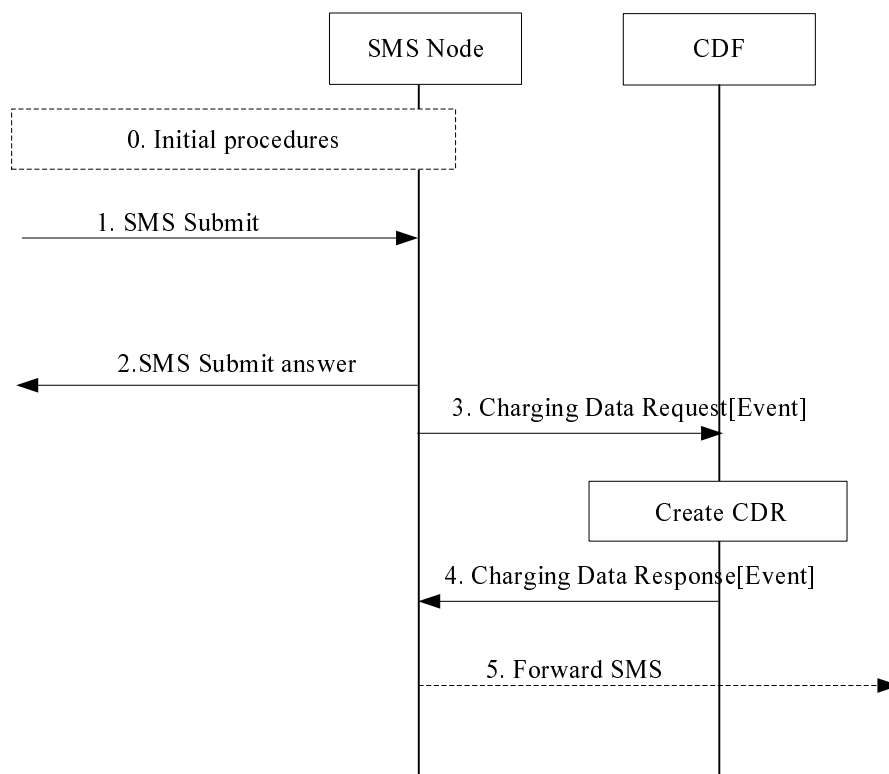 SMS Node
CDF
0. Initial procedures
1. SMS Submit
2.SMS Submit answer
3. Charging Data Request[Event]
Create CDR
4. Charging Data Response[Event]
5. Forward SMS